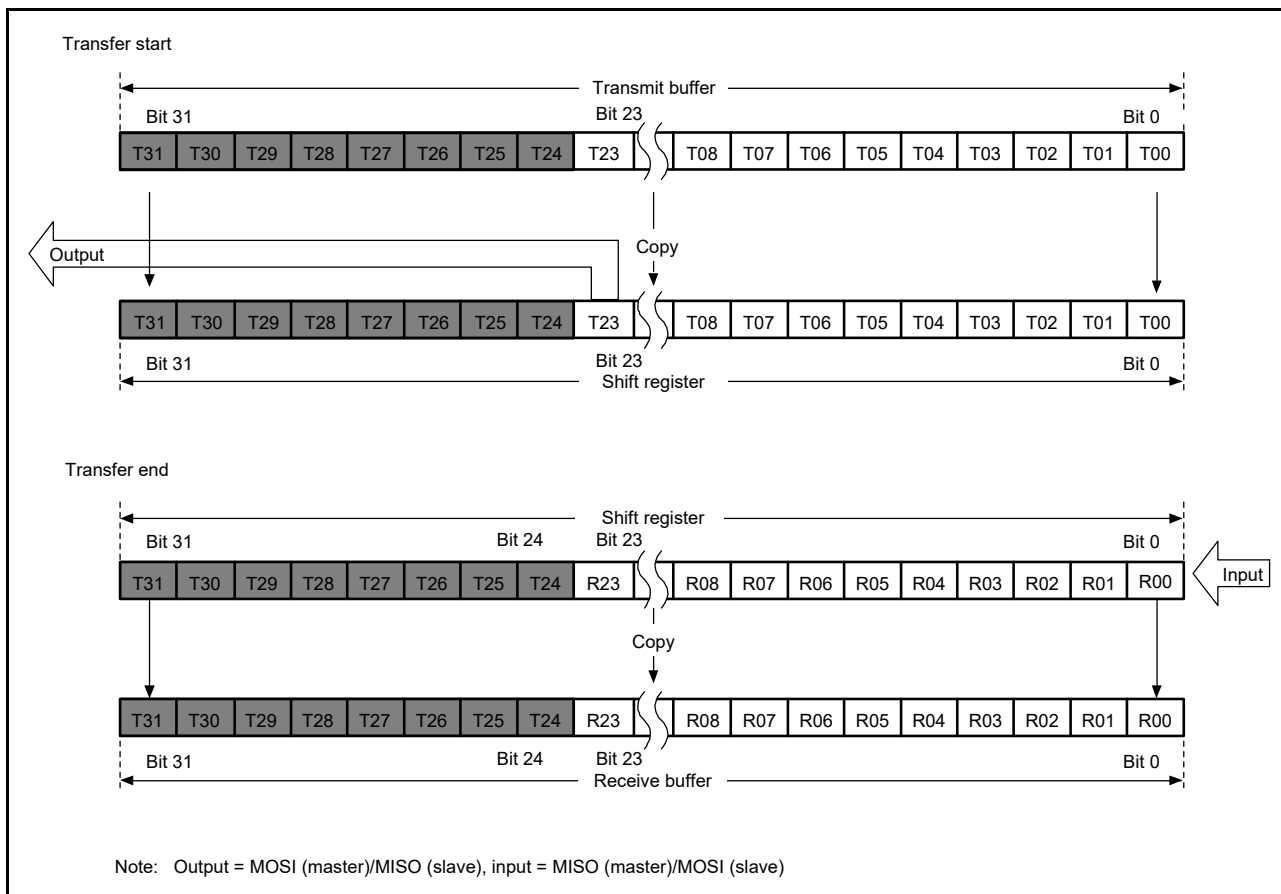 Transfer start
Transmit buffer
Bit 31 Bit 23 Bit 0
T31 T30 T29 T28 T27 T26 T25 T24 T23 T08 T07 T06 T05 T04 T03 T02 T01 T00
Output Copy
T31 T30 T29 T28 T27 T26 T25 T24 T23 T08 T07 T06 T05 T04 T03 T02 T01 T00
Bit 31 Bit 23 Bit 0
Shift register
Transfer end
Shift register
Bit 31 Bit 24 Bit 23 Bit 0
T31 T30 T29 T28 T27 T26 T25 T24 R23 R08 R07 R06 R05 R04 R03 R02 R01 R00 Input
Copy
T31 T30 T29 T28 T27 T26 T25 T24 R23 R08 R07 R06 R05 R04 R03 R02 R01 R00
Bit 31 Bit 24 Bit 23 Bit 0
Receive buffer
Note: Output = MOSI (master)/MISO (slave), input = MISO (master)/MOSI (slave)